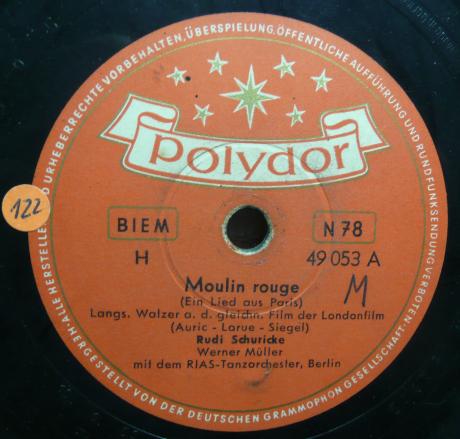 ALLE HERSTELLER- UND URHEBERRECHTE VORBEHALTEN, ÜBERSPIELUNG, ÖFFENTLICHE AUFFÜHRUNG UND RUNDFUNKSENDUNG VERBOTEN
polydor
122
BIEM
N 78
H
49 053 A
M
Moulin rouge
(Ein Lied aus Paris)
Langs. Walzer a. d. gleichn. Film der Londonfilm
(Auric - Larue - Siegel)
Rudi Schuricke
Werner Müller
mit dem RIAS-Tanzorchester, Berlin
HERGESTELLT VON DER DEUTSCHEN GRAMMOPHON GESELLSCHAFT